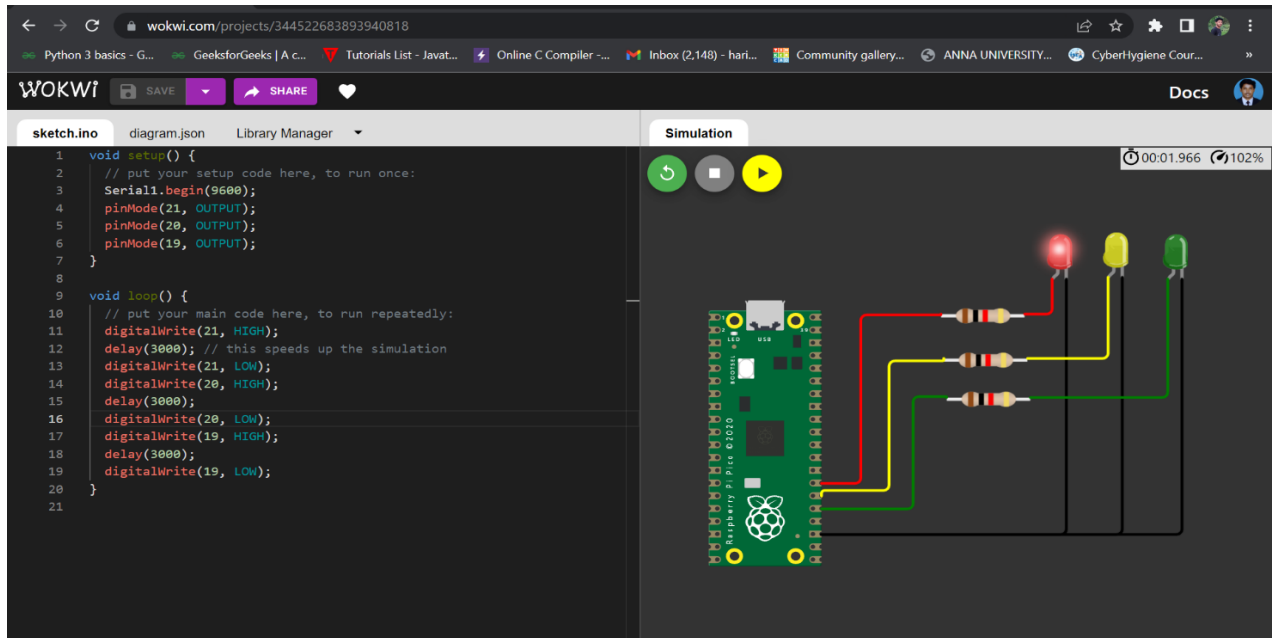 wokwi.com/projects/344522683893940818
Python 3 basics - G... GeeksforGeeks | A c... Tutorials List - Javat... Online C Compiler -... Inbox (2,148) - hari... Community gallery... ANNA UNIVERSITY... CyberHygiene Cour... »
WOKWi SAVE SHARE Docs
sketch.ino diagram.json Library Manager Simulation
00:01.966 102%
1 void setup() {
2 // put your setup code here, to run once:
3 Serial1.begin(9600);
4 pinMode(21, OUTPUT);
5 pinMode(20, OUTPUT);
6 pinMode(19, OUTPUT);
7 }
8
9 void loop() {
10 // put your main code here, to run repeatedly:
11 digitalWrite(21, HIGH);
12 delay(3000); // this speeds up the simulation
13 digitalWrite(21, LOW);
14 digitalWrite(20, HIGH);
15 delay(3000);
16 digitalWrite(20, LOW);
17 digitalWrite(19, HIGH);
18 delay(3000);
19 digitalWrite(19, LOW);
20 }
21
LED USB
BOOTSEL
Raspberry Pi Pico ©2020